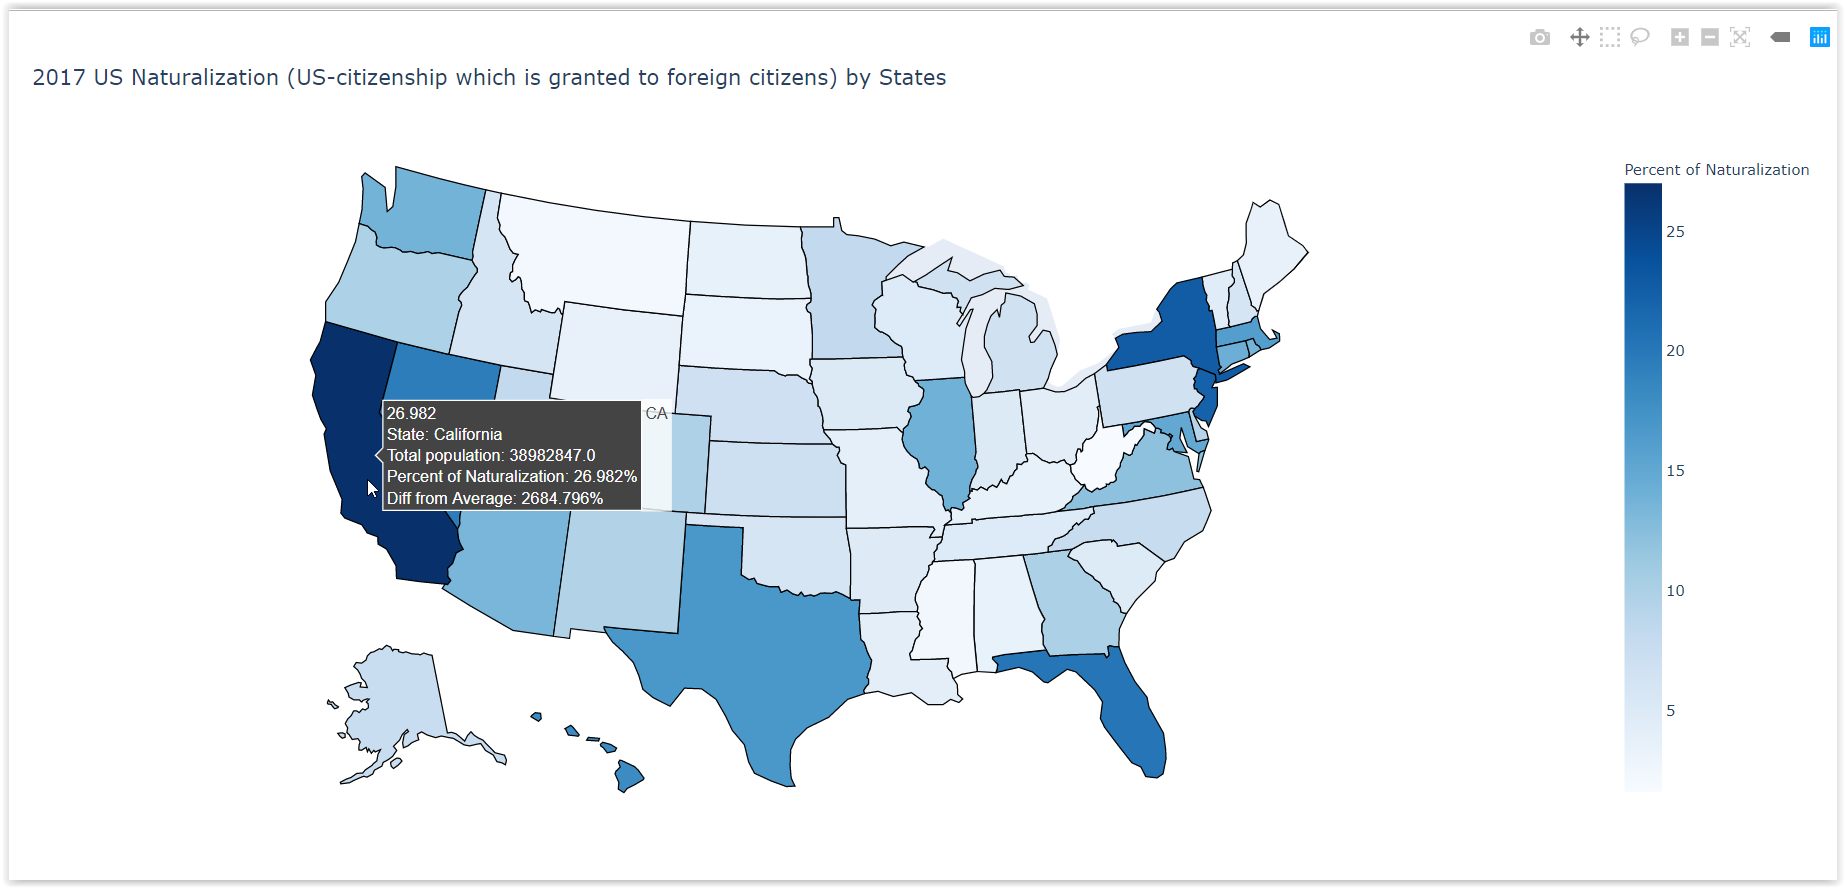 2017 US Naturalization (US-citizenship which is granted to foreign citizens) by States
Percent of Naturalization
25
20
15
10
5
26.982
State: California
Total population: 38982847.0
Percent of Naturalization: 26.982%
Diff from Average: 2684.796%
CA